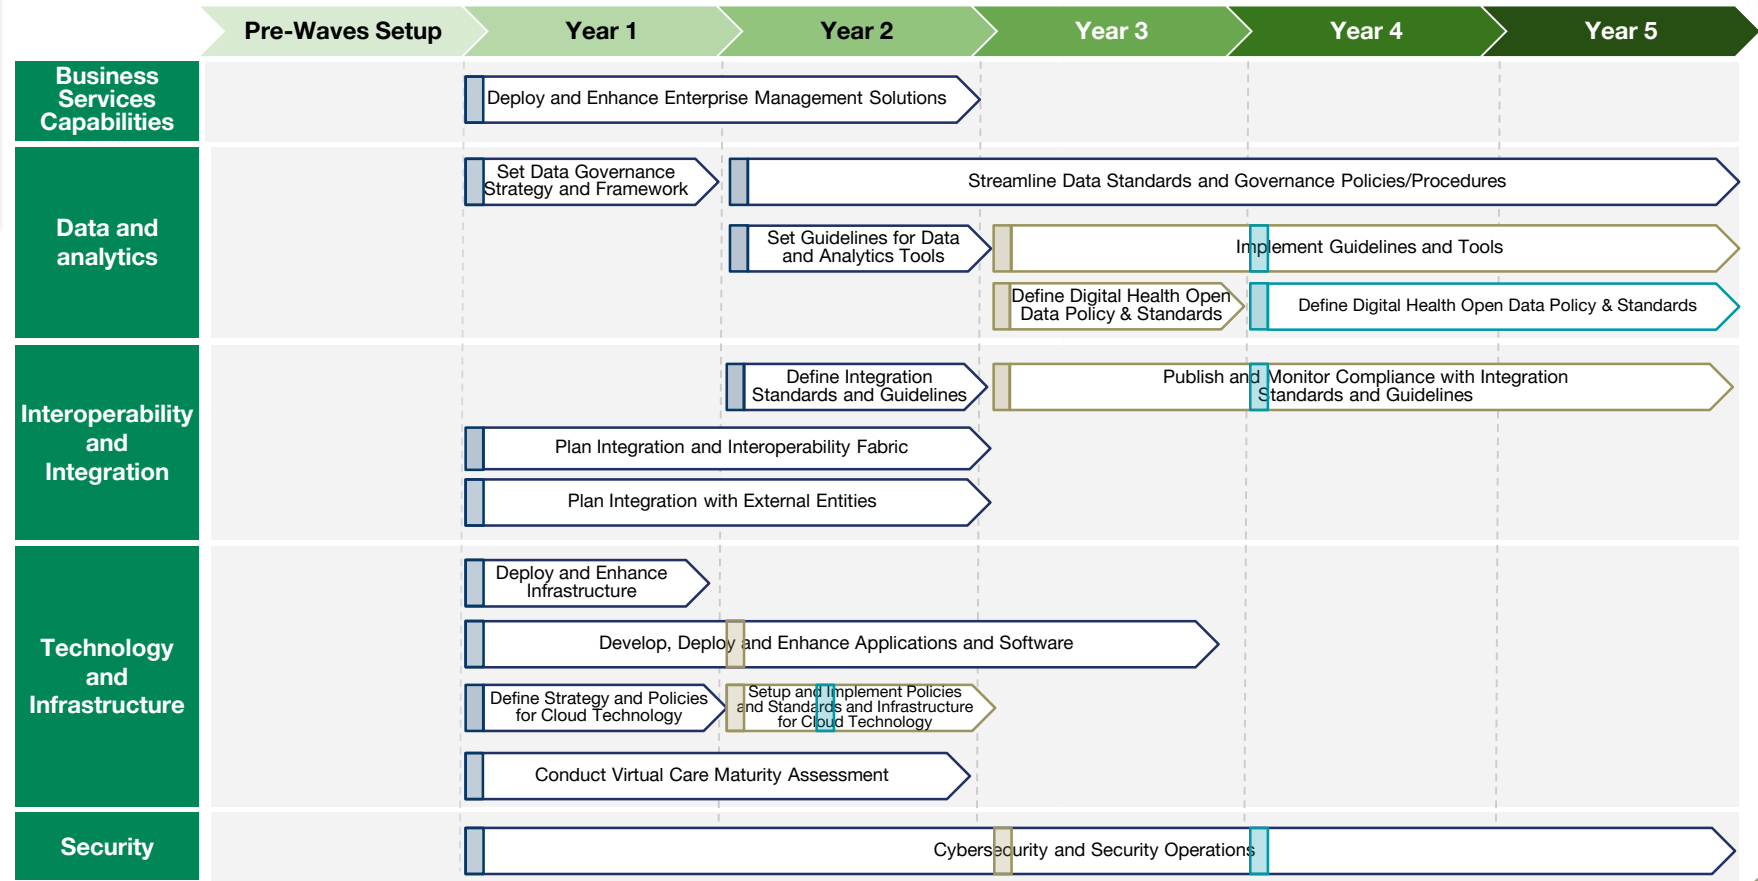 Pre-Waves Setup
Year 1
Year 2
Year 3
Year 4
Year 5
Business
Services
Capabilities
Deploy and Enhance Enterprise Management Solutions
Data and
analytics
Set Data Governance
Strategy and Framework
Streamline Data Standards and Governance Policies/Procedures
Set Guidelines for Data
and Analytics Tools
Implement Guidelines and Tools
Define Digital Health Open
Data Policy & Standards
Define Digital Health Open Data Policy & Standards
Interoperability
and
Integration
Define Integration
Standards and Guidelines
Publish and Monitor Compliance with Integration
Standards and Guidelines
Plan Integration and Interoperability Fabric
Plan Integration with External Entities
Technology
and
Infrastructure
Deploy and Enhance
Infrastructure
Develop, Deploy and Enhance Applications and Software
Define Strategy and Policies
for Cloud Technology
Setup and Implement Policies
and Standards and Infrastructure
for Cloud Technology
Conduct Virtual Care Maturity Assessment
Security
Cybersecurity and Security Operations